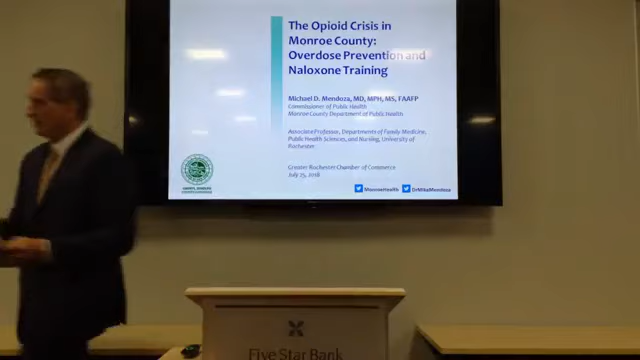 The Opioid Crisis in
Monroe County:
Overdose Prevention and
Naloxone Training
Michael D. Mendoza, MD, MPH, MS, FAAFP
Commissioner of Public Health
Monroe County Department of Public Health
Associate Professor, Departments of Family Medicine,
Public Health Sciences, and Nursing, University of
Rochester
Greater Rochester Chamber of Commerce
July 25, 2018
MonroeHealth DrMikeMendoza
Five Star Bank